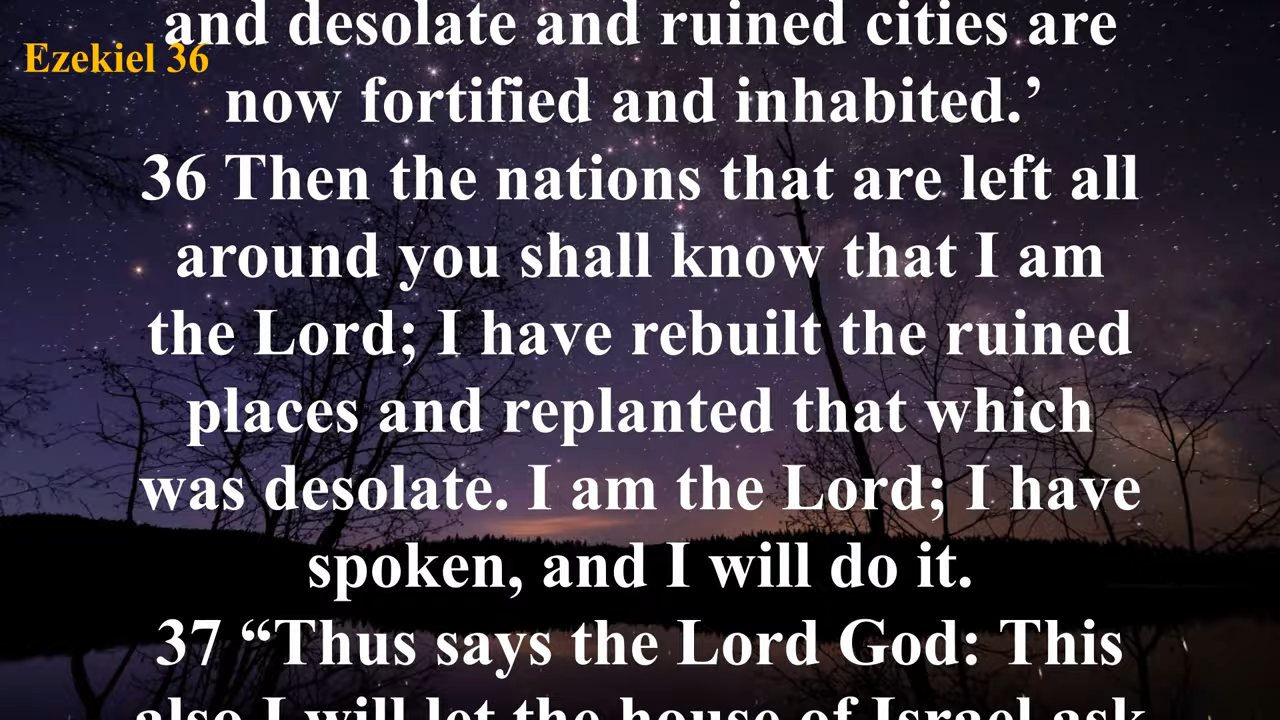 and desolate and ruined cities are
Ezekiel 36
now fortified and inhabited.’
36 Then the nations that are left all
around you shall know that I am
the Lord; I have rebuilt the ruined
places and replanted that which
was desolate. I am the Lord; I have
spoken, and I will do it.
37 “Thus says the Lord God: This
also I will let the house of Israel ask